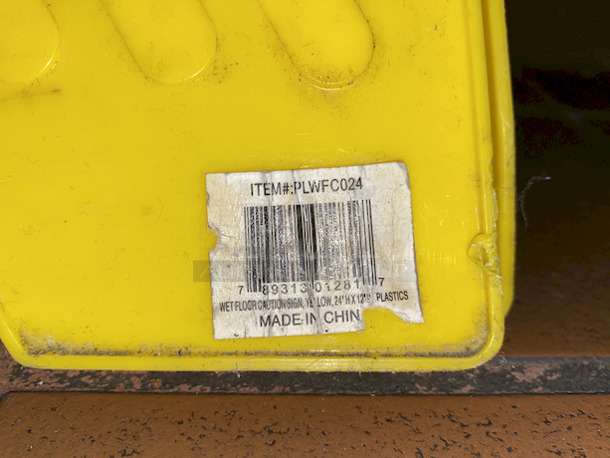 ITEM#:PLWFC024
7 89313 01281 7
WET FLOOR CAUTION SIGN, YELLOW, 24"H X 12"W PLASTICS
MADE IN CHIN